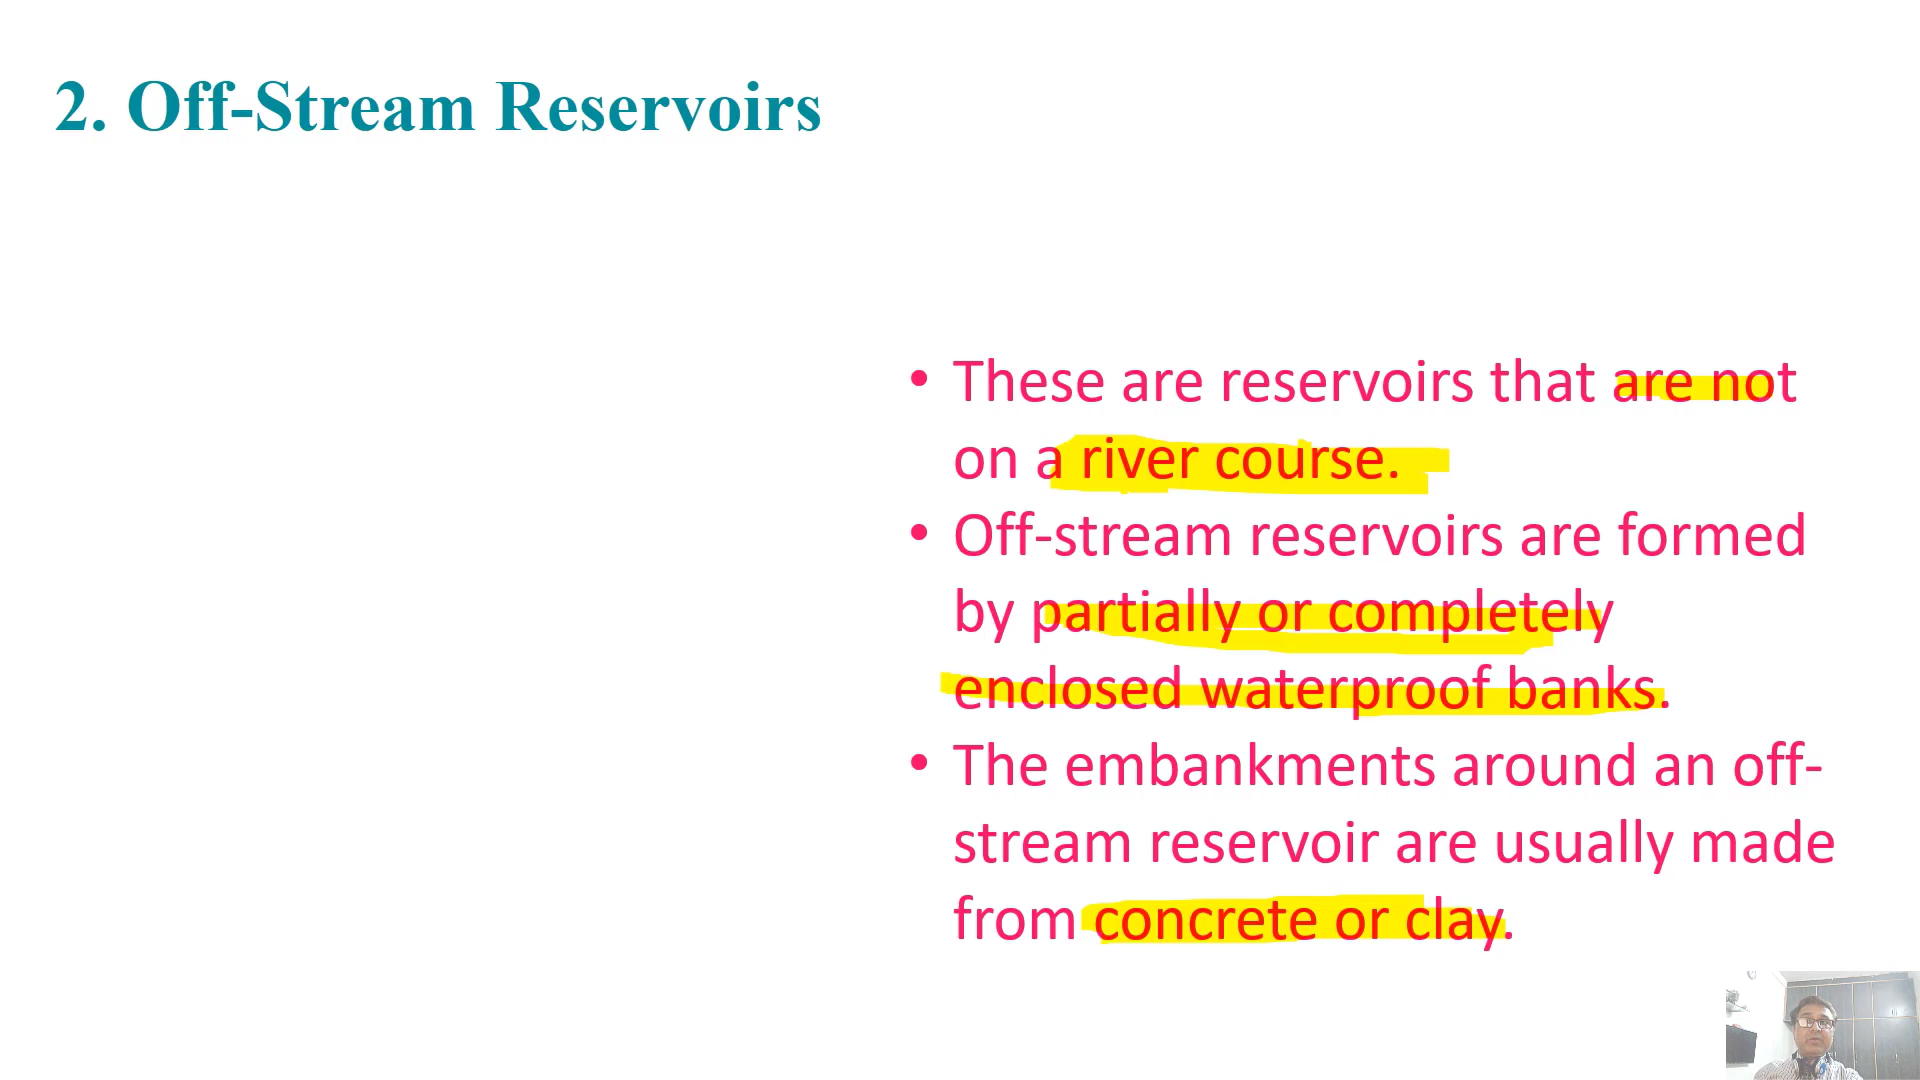 2. Off-Stream Reservoirs
• These are reservoirs that are not
on a river course.
• Off-stream reservoirs are formed
by partially or completely
enclosed waterproof banks.
• The embankments around an off-
stream reservoir are usually made
from concrete or clay.